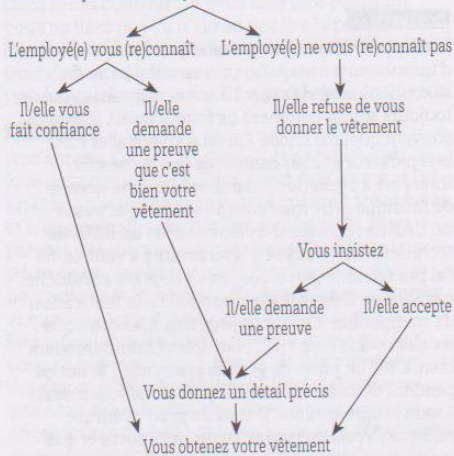 L'employé(e) vous (re)connaît
L'employé(e) ne vous (re)connaît pas
Il/elle vous
fait confiance
Il/elle
demande
une preuve
que c'est
bien votre
vêtement
Il/elle refuse de vous
donner le vêtement
Vous insistez
Il/elle demande
une preuve
Il/elle accepte
Vous donnez un détail précis
Vous obtenez votre vêtement